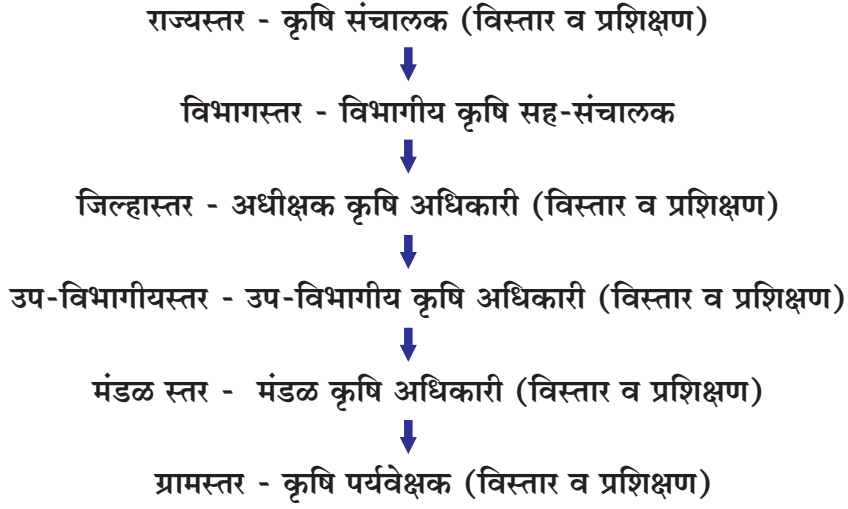 राज्यस्तर - कृषि संचालक (विस्तार व प्रशिक्षण)
विभागस्तर - विभागीय कृषि सह-संचालक
जिल्हास्तर - अधीक्षक कृषि अधिकारी (विस्तार व प्रशिक्षण)
उप-विभागीयस्तर - उप-विभागीय कृषि अधिकारी (विस्तार व प्रशिक्षण)
मंडळ स्तर - मंडळ कृषि अधिकारी (विस्तार व प्रशिक्षण)
ग्रामस्तर - कृषि पर्यवेक्षक (विस्तार व प्रशिक्षण)